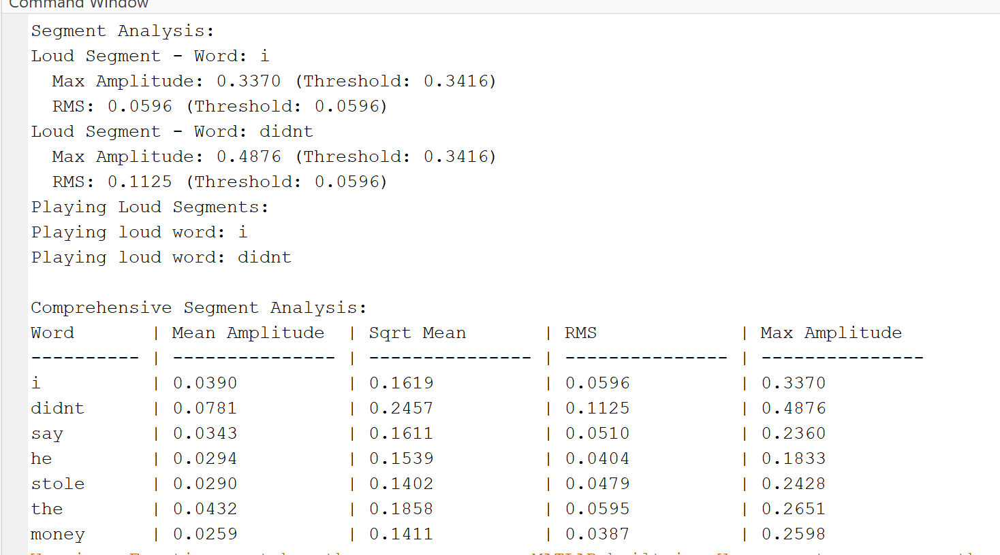 Command Window
Segment Analysis:
Loud Segment - Word: i
Max Amplitude: 0.3370 (Threshold: 0.3416)
RMS: 0.0596 (Threshold: 0.0596)
Loud Segment - Word: didnt
Max Amplitude: 0.4876 (Threshold: 0.3416)
RMS: 0.1125 (Threshold: 0.0596)
Playing Loud Segments:
Playing loud word: i
Playing loud word: didnt
Comprehensive Segment Analysis:
Word | Mean Amplitude | Sqrt Mean | RMS | Max Amplitude
---------- | --------------- | --------------- | --------------- | ---------------
i | 0.0390 | 0.1619 | 0.0596 | 0.3370
didnt | 0.0781 | 0.2457 | 0.1125 | 0.4876
say | 0.0343 | 0.1611 | 0.0510 | 0.2360
he | 0.0294 | 0.1539 | 0.0404 | 0.1833
stole | 0.0290 | 0.1402 | 0.0479 | 0.2428
the | 0.0432 | 0.1858 | 0.0595 | 0.2651
money | 0.0259 | 0.1411 | 0.0387 | 0.2598